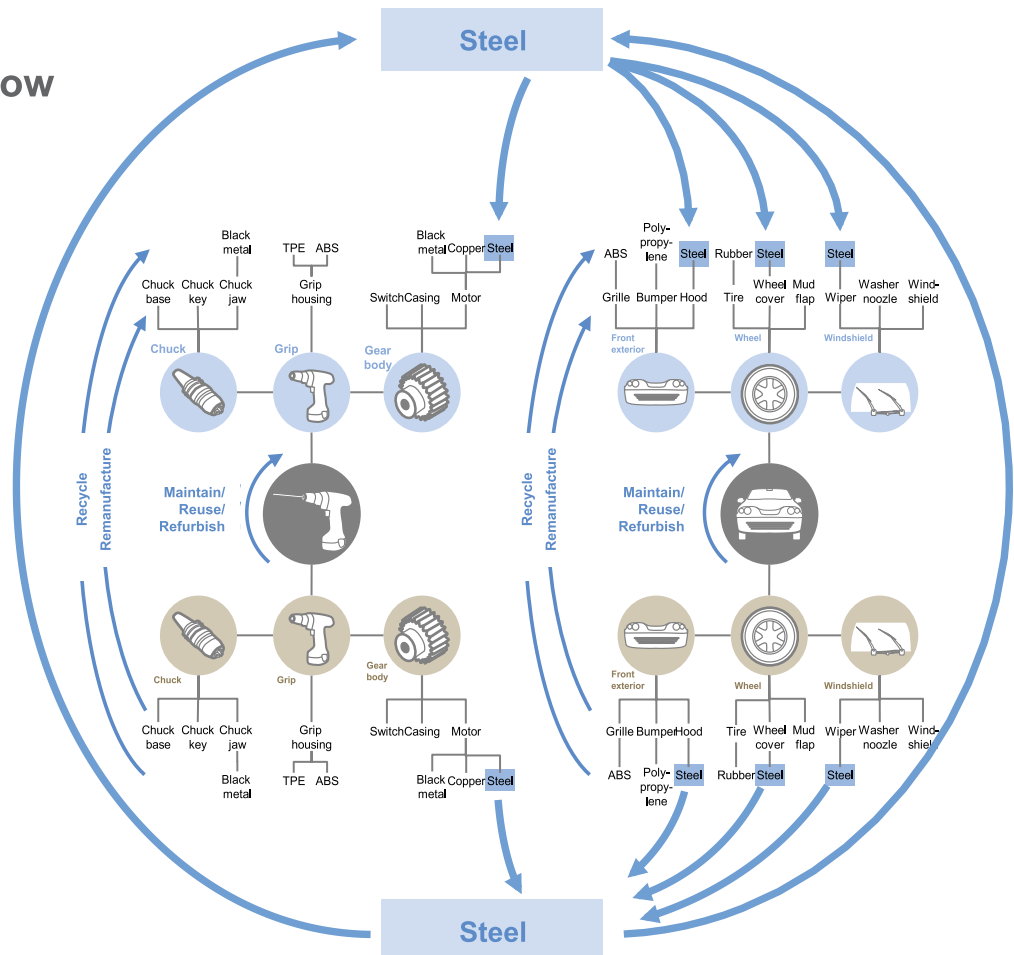 Steel
ow
Black metal
TPE ABS
Black metal Copper Steel
ABS
Poly-propy-lene
Steel
Rubber Steel
Steel
Chuck base
Chuck key
Chuck jaw
Grip housing
Switch Casing Motor
Grille Bumper Hood
Tire
Wheel cover
Mud flap
Wiper
Washer noozle
Wind-shield
Chuck
Grip
Gear body
Front exterior
Wheel
Windshield
Recycle
Remanufacture
Maintain/
Reuse/
Refurbish
Recycle
Remanufacture
Maintain/
Reuse/
Refurbish
Chuck
Grip
Gear body
Front exterior
Wheel
Windshield
Chuck base
Chuck key
Chuck jaw
Grip housing
Switch Casing Motor
Grille Bumper Hood
Tire
Wheel cover
Mud flap
Wiper
Washer noozle
Wind-shield
Black metal
TPE ABS
Black metal Copper Steel
ABS
Poly-propy-lene
Steel
Rubber Steel
Steel
Steel